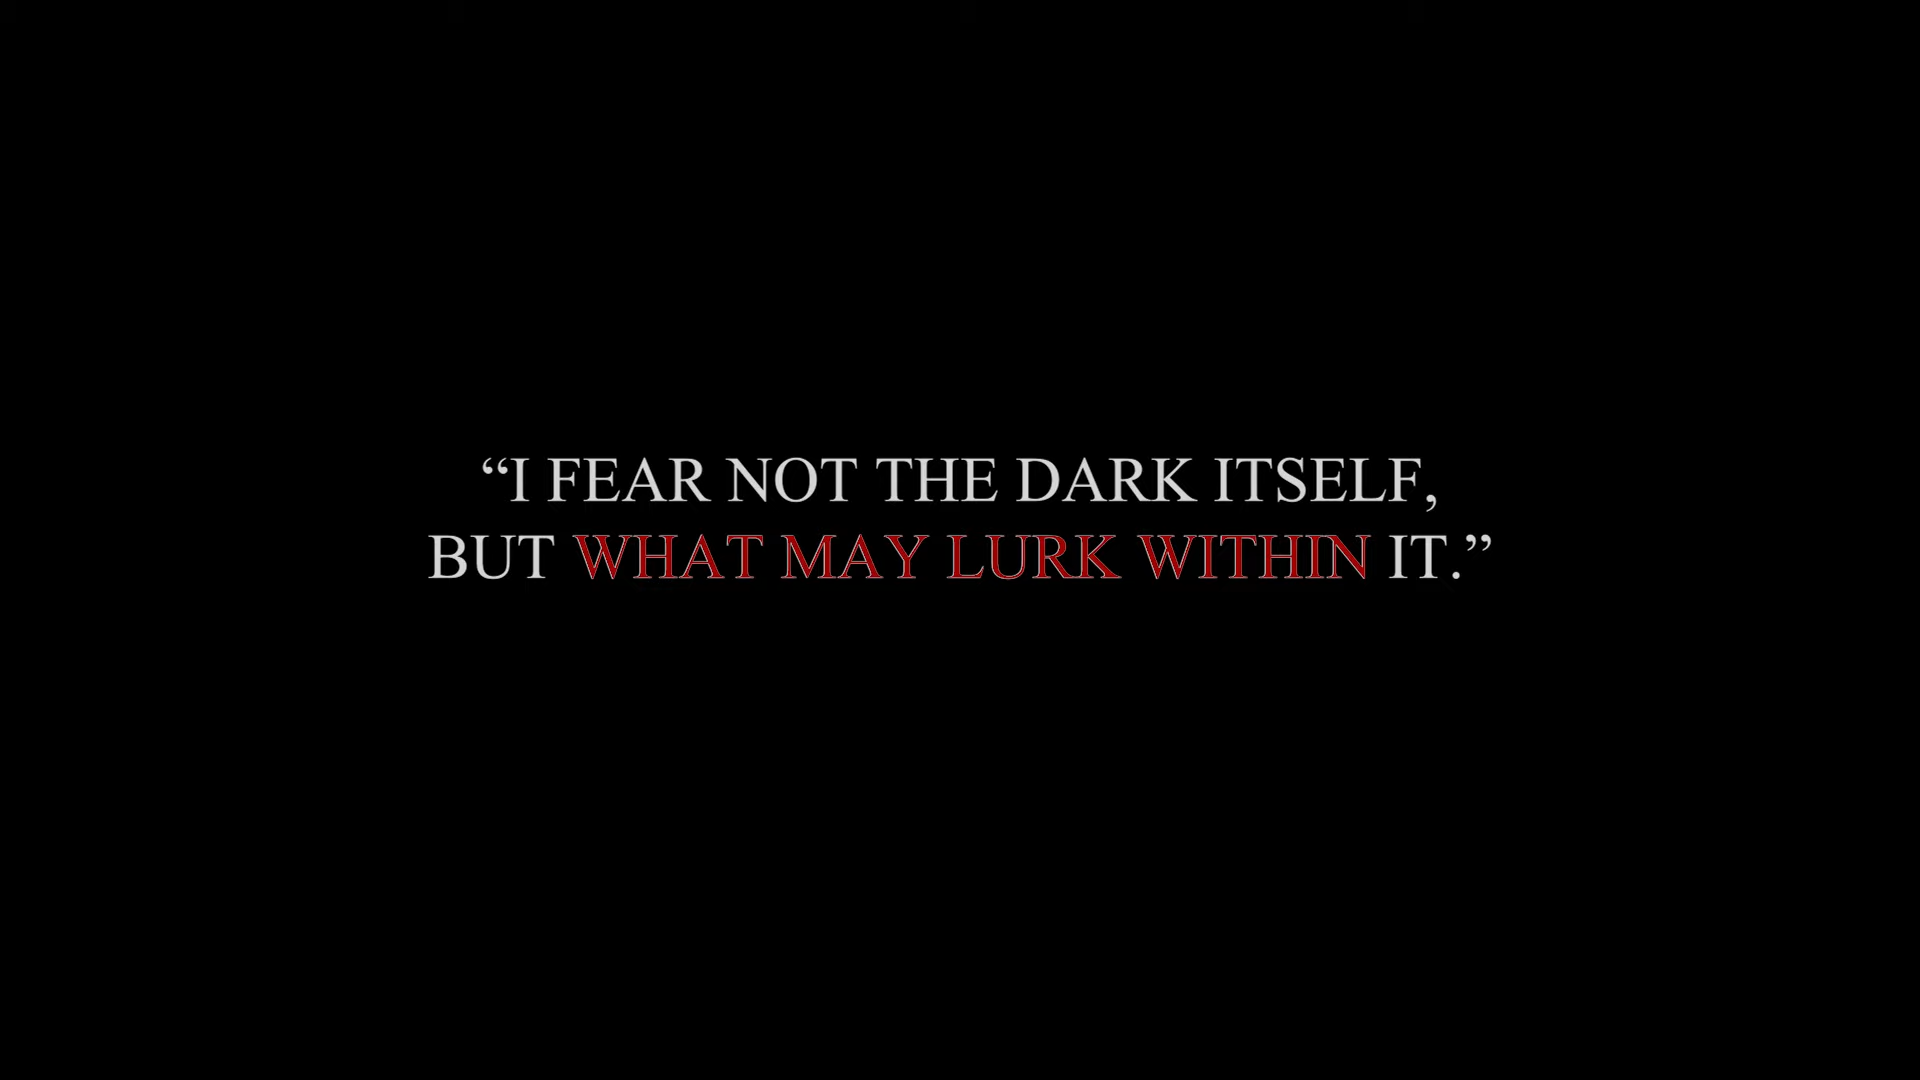 “I FEAR NOT THE DARK ITSELF,
BUT WHAT MAY LURK WITHIN IT.”